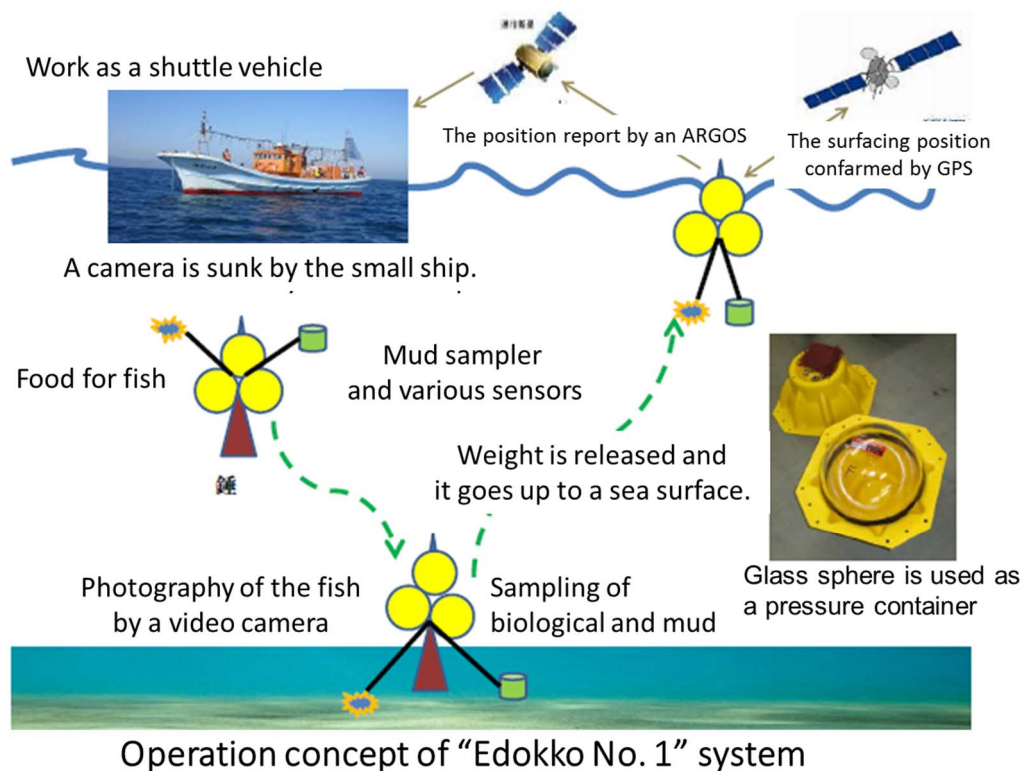 Work as a shuttle vehicle
The position report by an ARGOS
The surfacing position
confarmed by GPS
A camera is sunk by the small ship.
Food for fish
Mud sampler
and various sensors
錘
Weight is released and
it goes up to a sea surface.
Photography of the fish
by a video camera
Sampling of
biological and mud
Glass sphere is used as
a pressure container
Operation concept of “Edokko No. 1” system